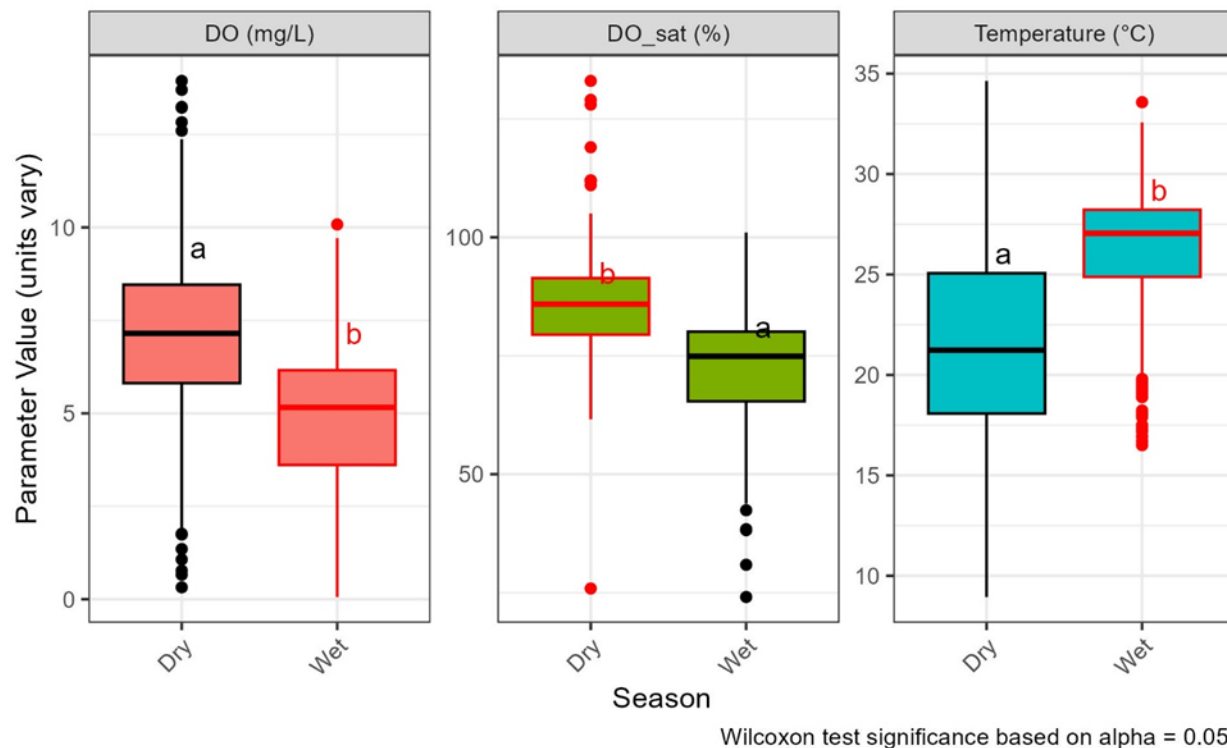 DO (mg/L)
DO_sat (%)
Temperature (°C)
Parameter Value (units vary)
10
5
0
a
b
100
50
b
a
35
30
25
20
15
10
a
b
Dry
Wet
Dry
Wet
Dry
Wet
Season
Wilcoxon test significance based on alpha = 0.05